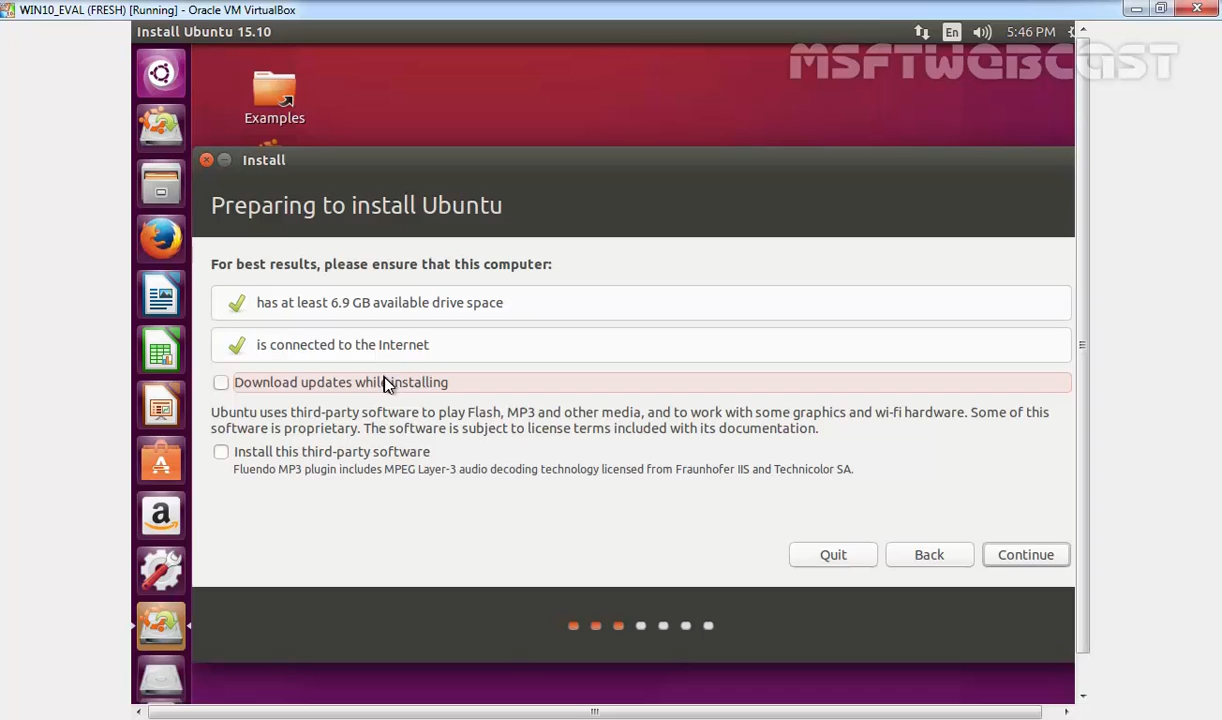 WIN10_EVAL (FRESH) [Running] - Oracle VM VirtualBox
Install Ubuntu 15.10
En
5:46 PM
MSFTWEBCAST
Examples
Install
Preparing to install Ubuntu
For best results, please ensure that this computer:
has at least 6.9 GB available drive space
is connected to the Internet
Download updates while installing
Ubuntu uses third-party software to play Flash, MP3 and other media, and to work with some graphics and wi-fi hardware. Some of this
software is proprietary. The software is subject to license terms included with its documentation.
Install this third-party software
Fluendo MP3 plugin includes MPEG Layer-3 audio decoding technology licensed from Fraunhofer IIS and Technicolor SA.
Quit
Back
Continue